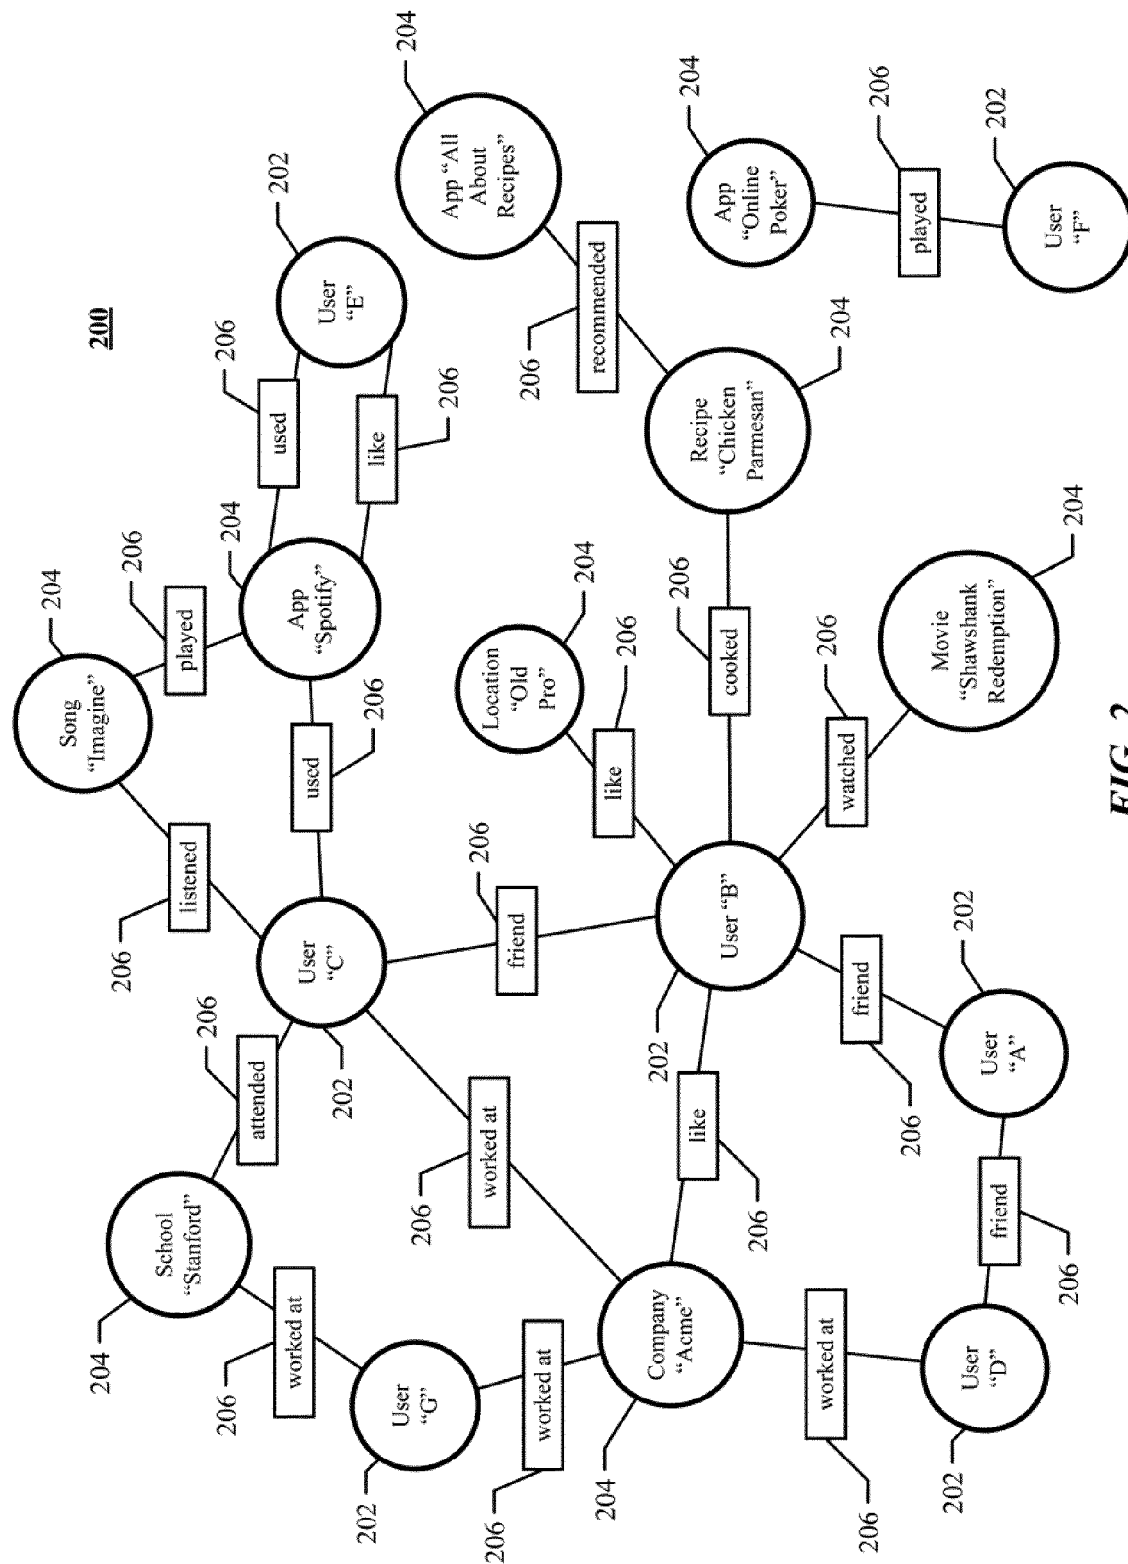 204
Song
“Imagine”
200
204
206
206
School
“Stanford”
listened
played
206
206
206
204
attended
used
202
worked at
App
“Spotify”
used
User
“C”
User
“E”
202
202
206
like
User
“G”
204
206
206
App “All
About
Recipes”
206
worked at
206
Location
“Old
Pro”
friend
206
worked at
204
recommended
204
like
206
202
Company
“Acme”
206
204
like
Recipe
“Chicken
Parmesan”
cooked
User “B”
App
“Online
Poker”
206
worked at
206
204
watched
friend
206
206
206
played
Movie
“Shawshank
Redemption”
202
202
User
“D”
202
friend
User
“A”
User
“F”
206
204
FIG. 2